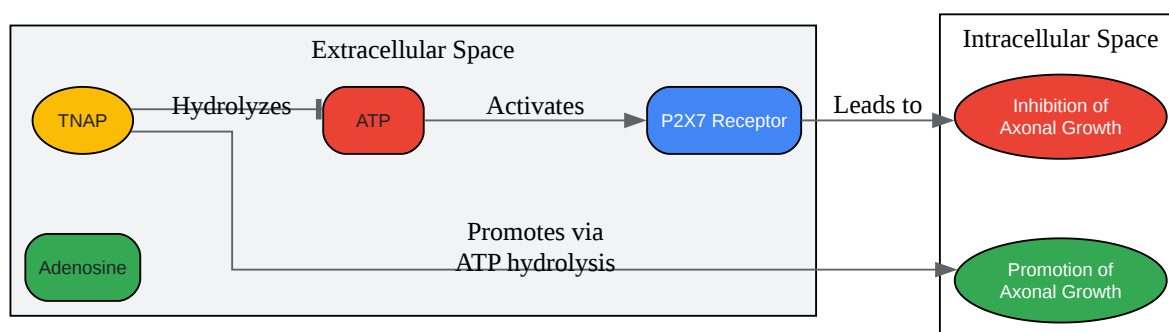 Extracellular Space
Intracellular Space
TNAP
Hydrolyzes
ATP
Activates
P2X7 Receptor
Leads to
Inhibition of
Axonal Growth
Adenosine
Promotes via
ATP hydrolysis
Promotion of
Axonal Growth